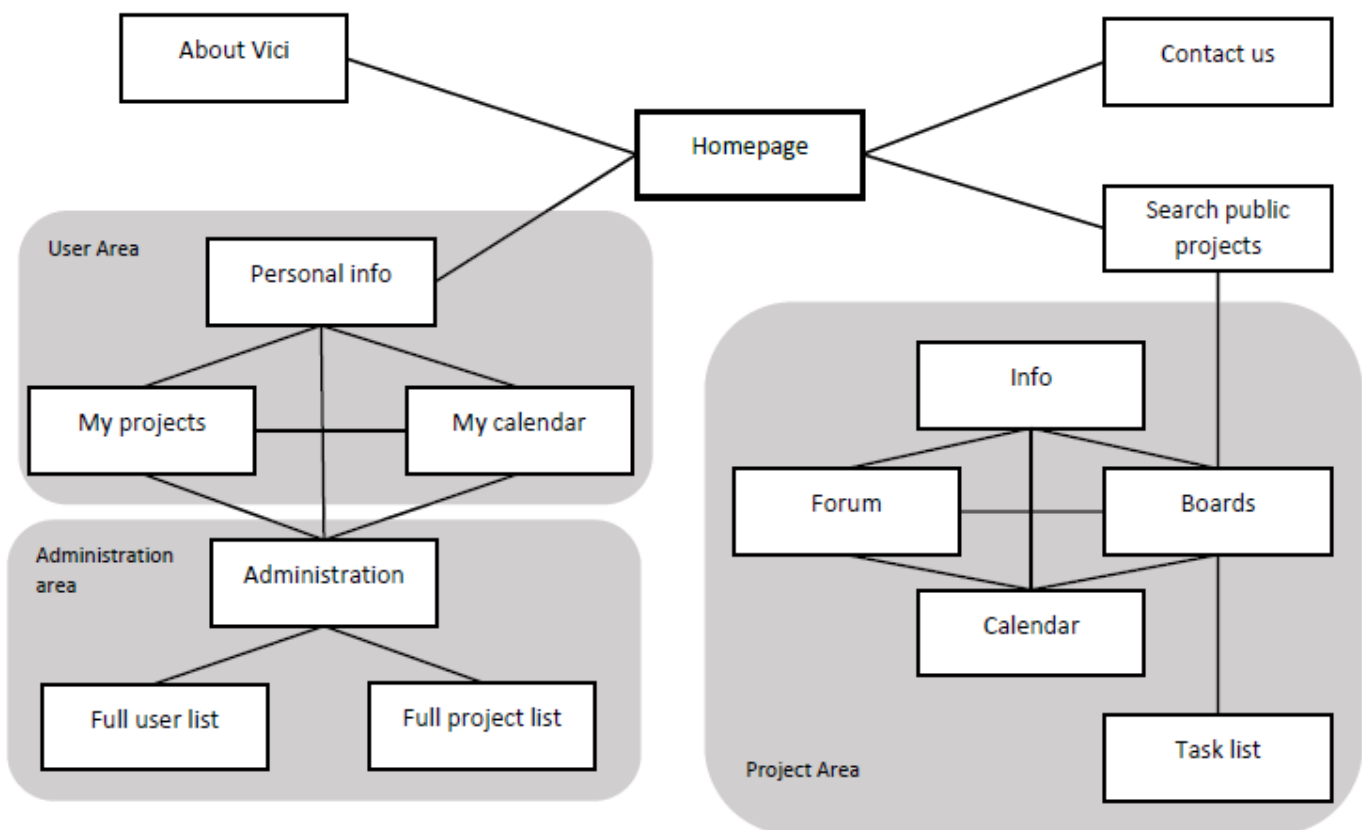 About Vici
Contact us
Homepage
Search public
projects
User Area
Personal info
Info
My projects
My calendar
Forum
Boards
Administration
area
Administration
Calendar
Full user list
Full project list
Task list
Project Area